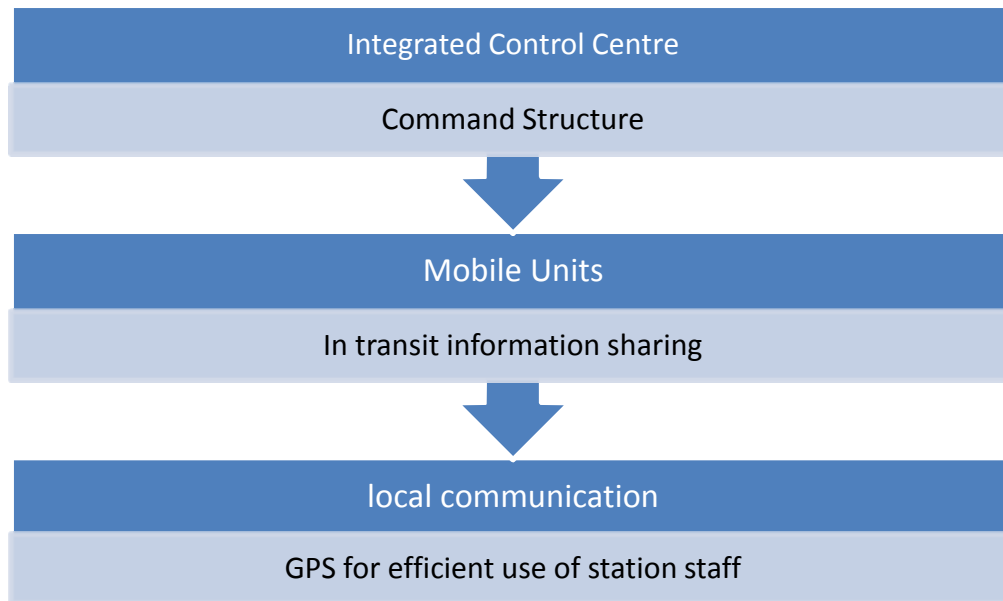 Integrated Control Centre
Command Structure
Mobile Units
In transit information sharing
local communication
GPS for efficient use of station staff